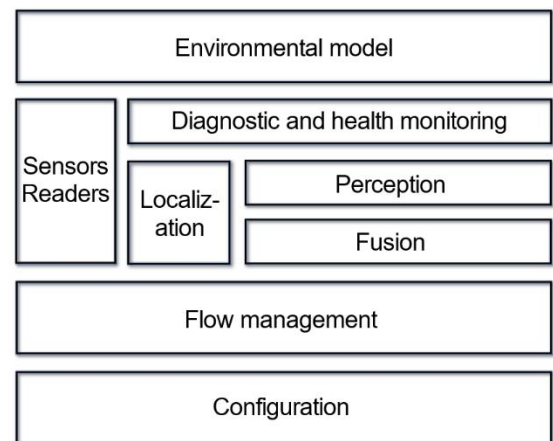 Environmental model
Diagnostic and health monitoring
Sensors
Readers
Localiz-
ation
Perception
Fusion
Flow management
Configuration